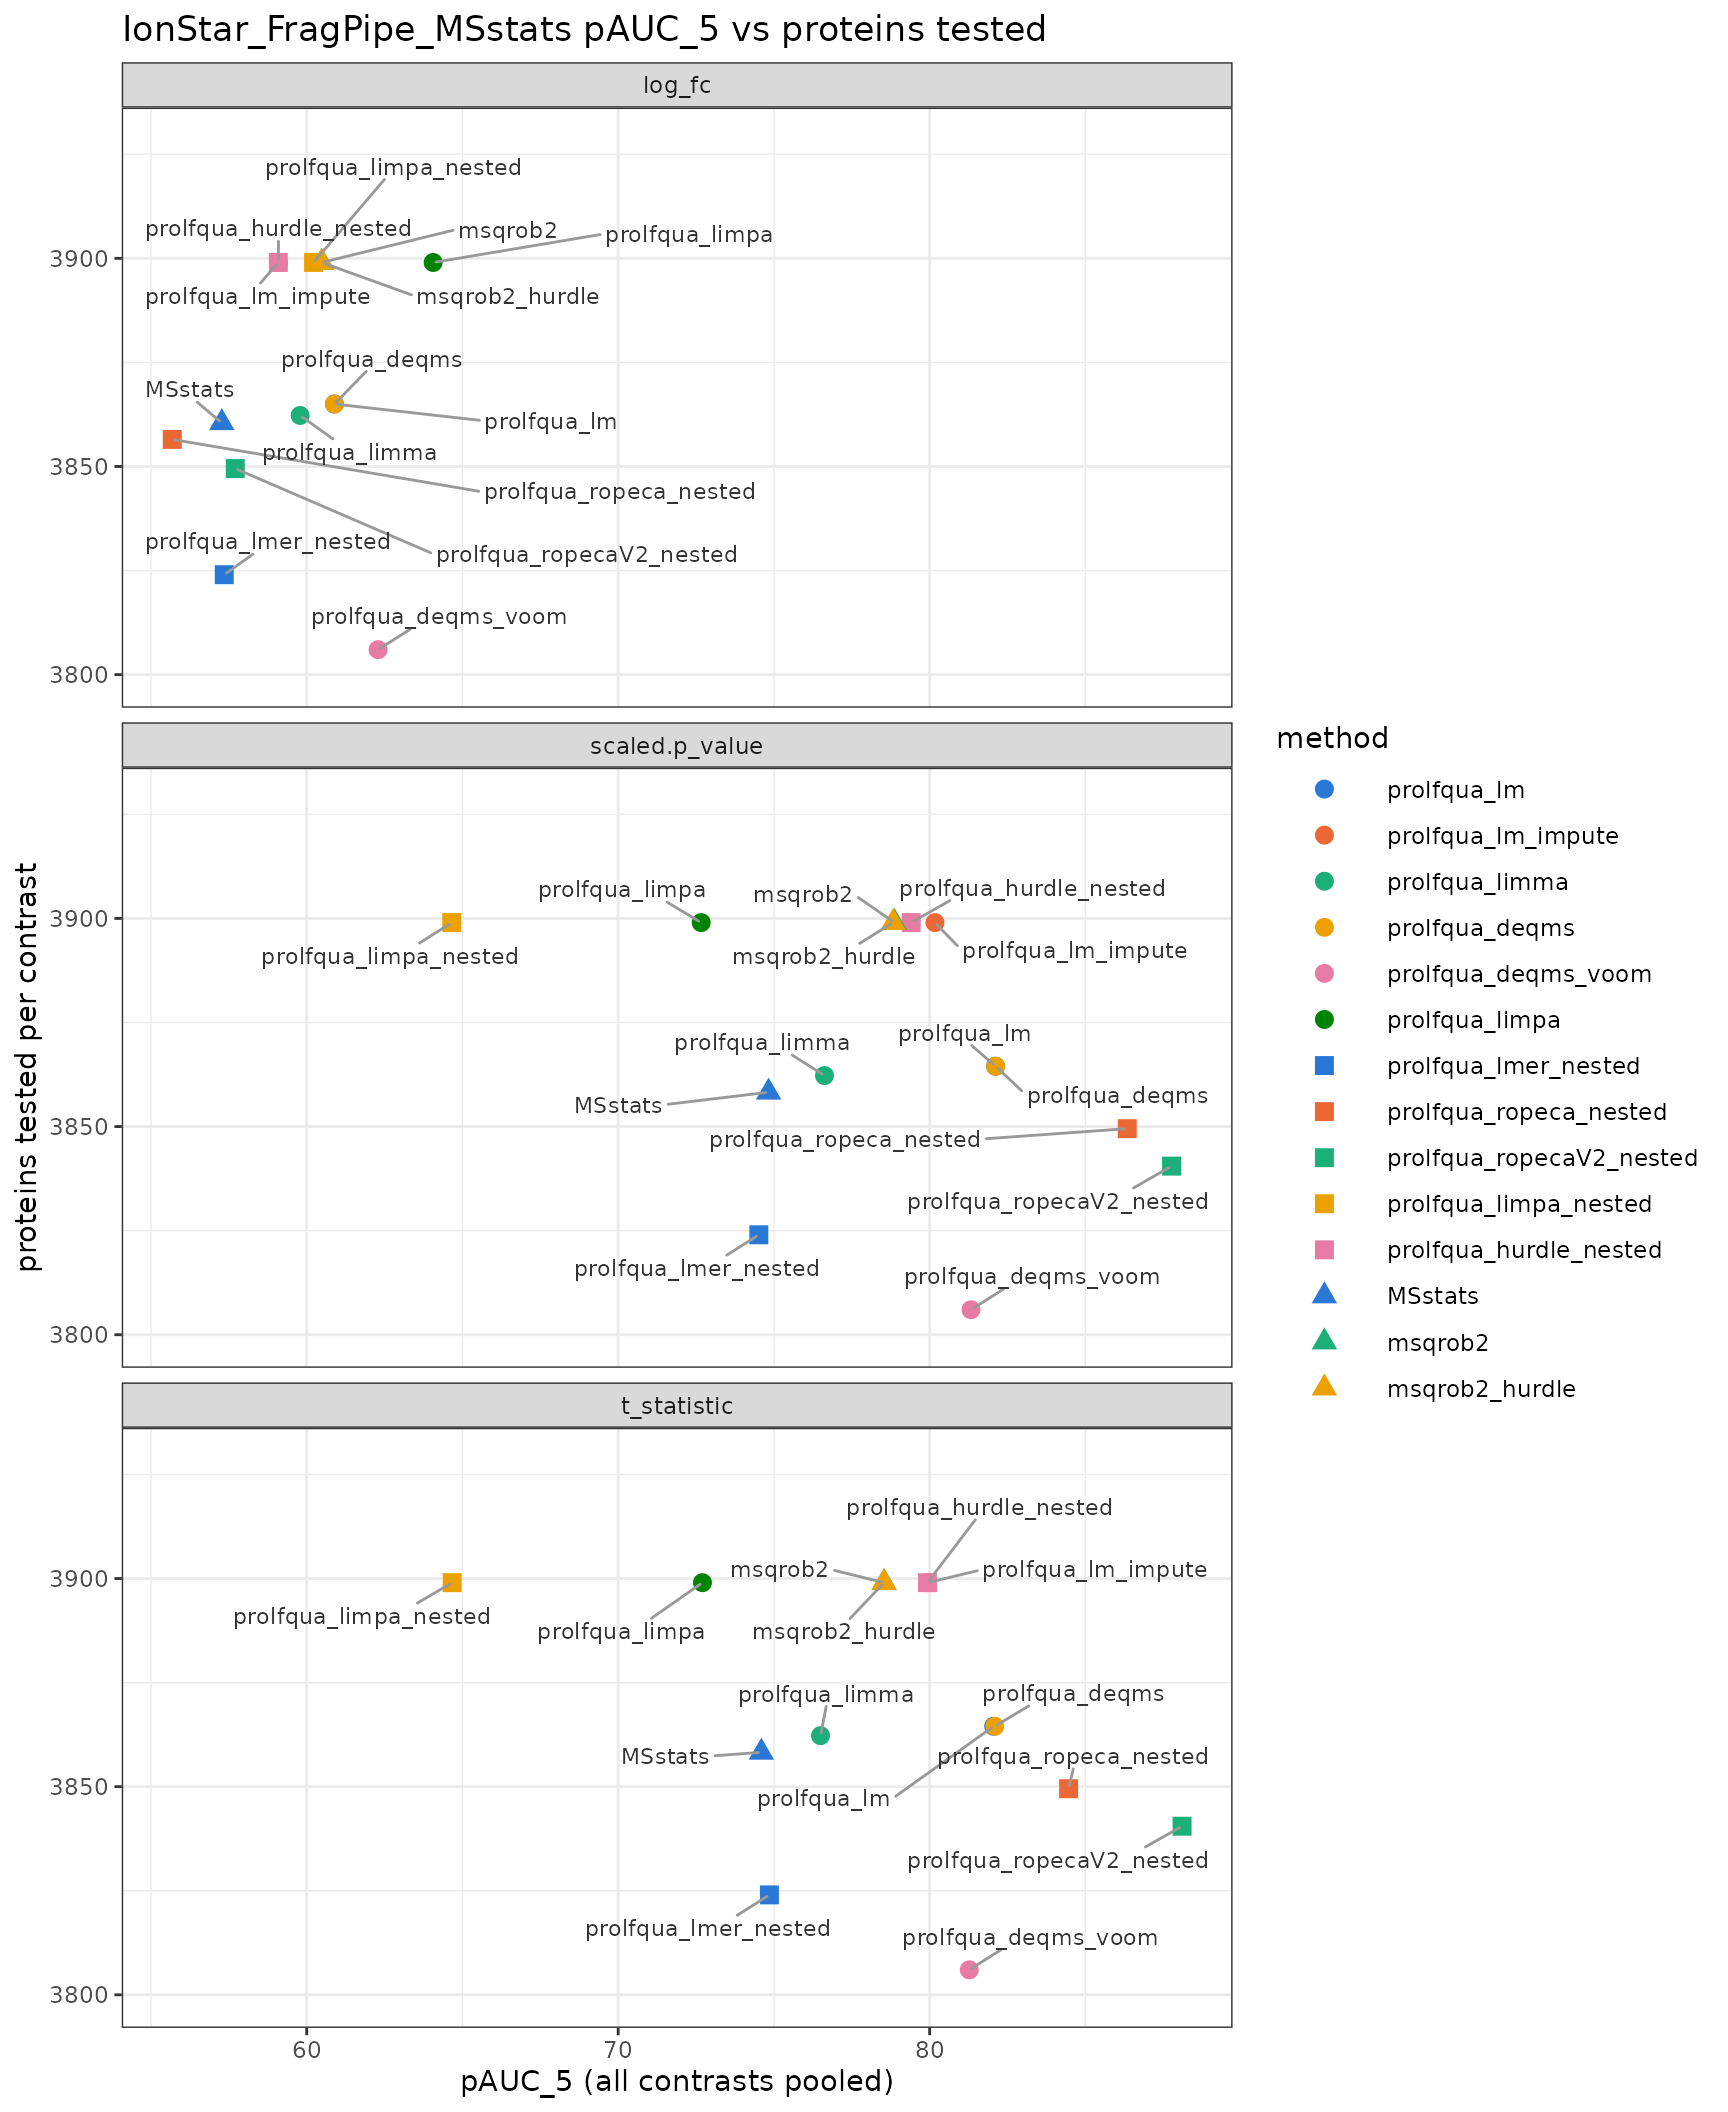 IonStar_FragPipe_MSstats pAUC_5 vs proteins tested
log_fc
prolfqua_limpa_nested
prolfqua_hurdle_nested
msqrob2
prolfqua_limpa
3900
prolfqua_lm_impute
msqrob2_hurdle
prolfqua_deqms
MSstats
prolfqua_lm
prolfqua_limma
3850
prolfqua_ropeca_nested
prolfqua_lmer_nested
prolfqua_ropecaV2_nested
prolfqua_deqms_voom
3800
scaled.p_value
prolfqua_limpa
msqrob2
prolfqua_hurdle_nested
3900
prolfqua_limpa_nested
msqrob2_hurdle
prolfqua_lm_impute
prolfqua_limma
prolfqua_lm
MSstats
prolfqua_deqms
3850
prolfqua_ropeca_nested
prolfqua_ropecaV2_nested
prolfqua_lmer_nested
prolfqua_deqms_voom
3800
t_statistic
prolfqua_hurdle_nested
msqrob2
prolfqua_lm_impute
3900
prolfqua_limpa_nested
prolfqua_limpa
msqrob2_hurdle
prolfqua_limma
prolfqua_deqms
MSstats
prolfqua_ropeca_nested
3850
prolfqua_lm
prolfqua_ropecaV2_nested
prolfqua_lmer_nested
prolfqua_deqms_voom
3800
60
70
80
pAUC_5 (all contrasts pooled)
proteins tested per contrast
method
prolfqua_lm
prolfqua_lm_impute
prolfqua_limma
prolfqua_deqms
prolfqua_deqms_voom
prolfqua_limpa
prolfqua_lmer_nested
prolfqua_ropeca_nested
prolfqua_ropecaV2_nested
prolfqua_limpa_nested
prolfqua_hurdle_nested
MSstats
msqrob2
msqrob2_hurdle